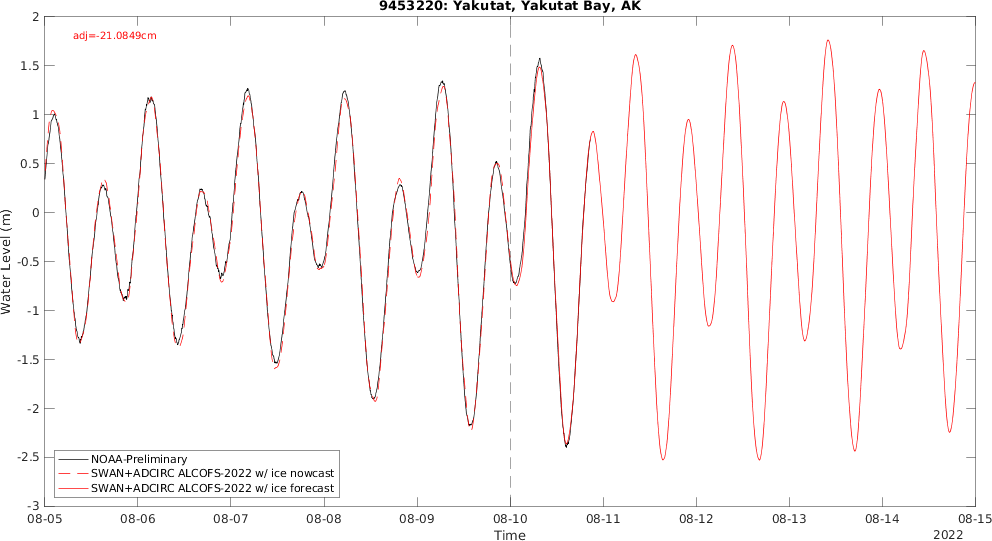 9453220: Yakutat, Yakutat Bay, AK
adj=-21.0849cm
2
1.5
1
0.5
0
-0.5
-1
-1.5
-2
-2.5
-3
Water Level (m)
NOAA-Preliminary
SWAN+ADCIRC ALCOFS-2022 w/ ice nowcast
SWAN+ADCIRC ALCOFS-2022 w/ ice forecast
08-05 08-06 08-07 08-08 08-09 08-10 08-11 08-12 08-13 08-14 08-15
Time
2022